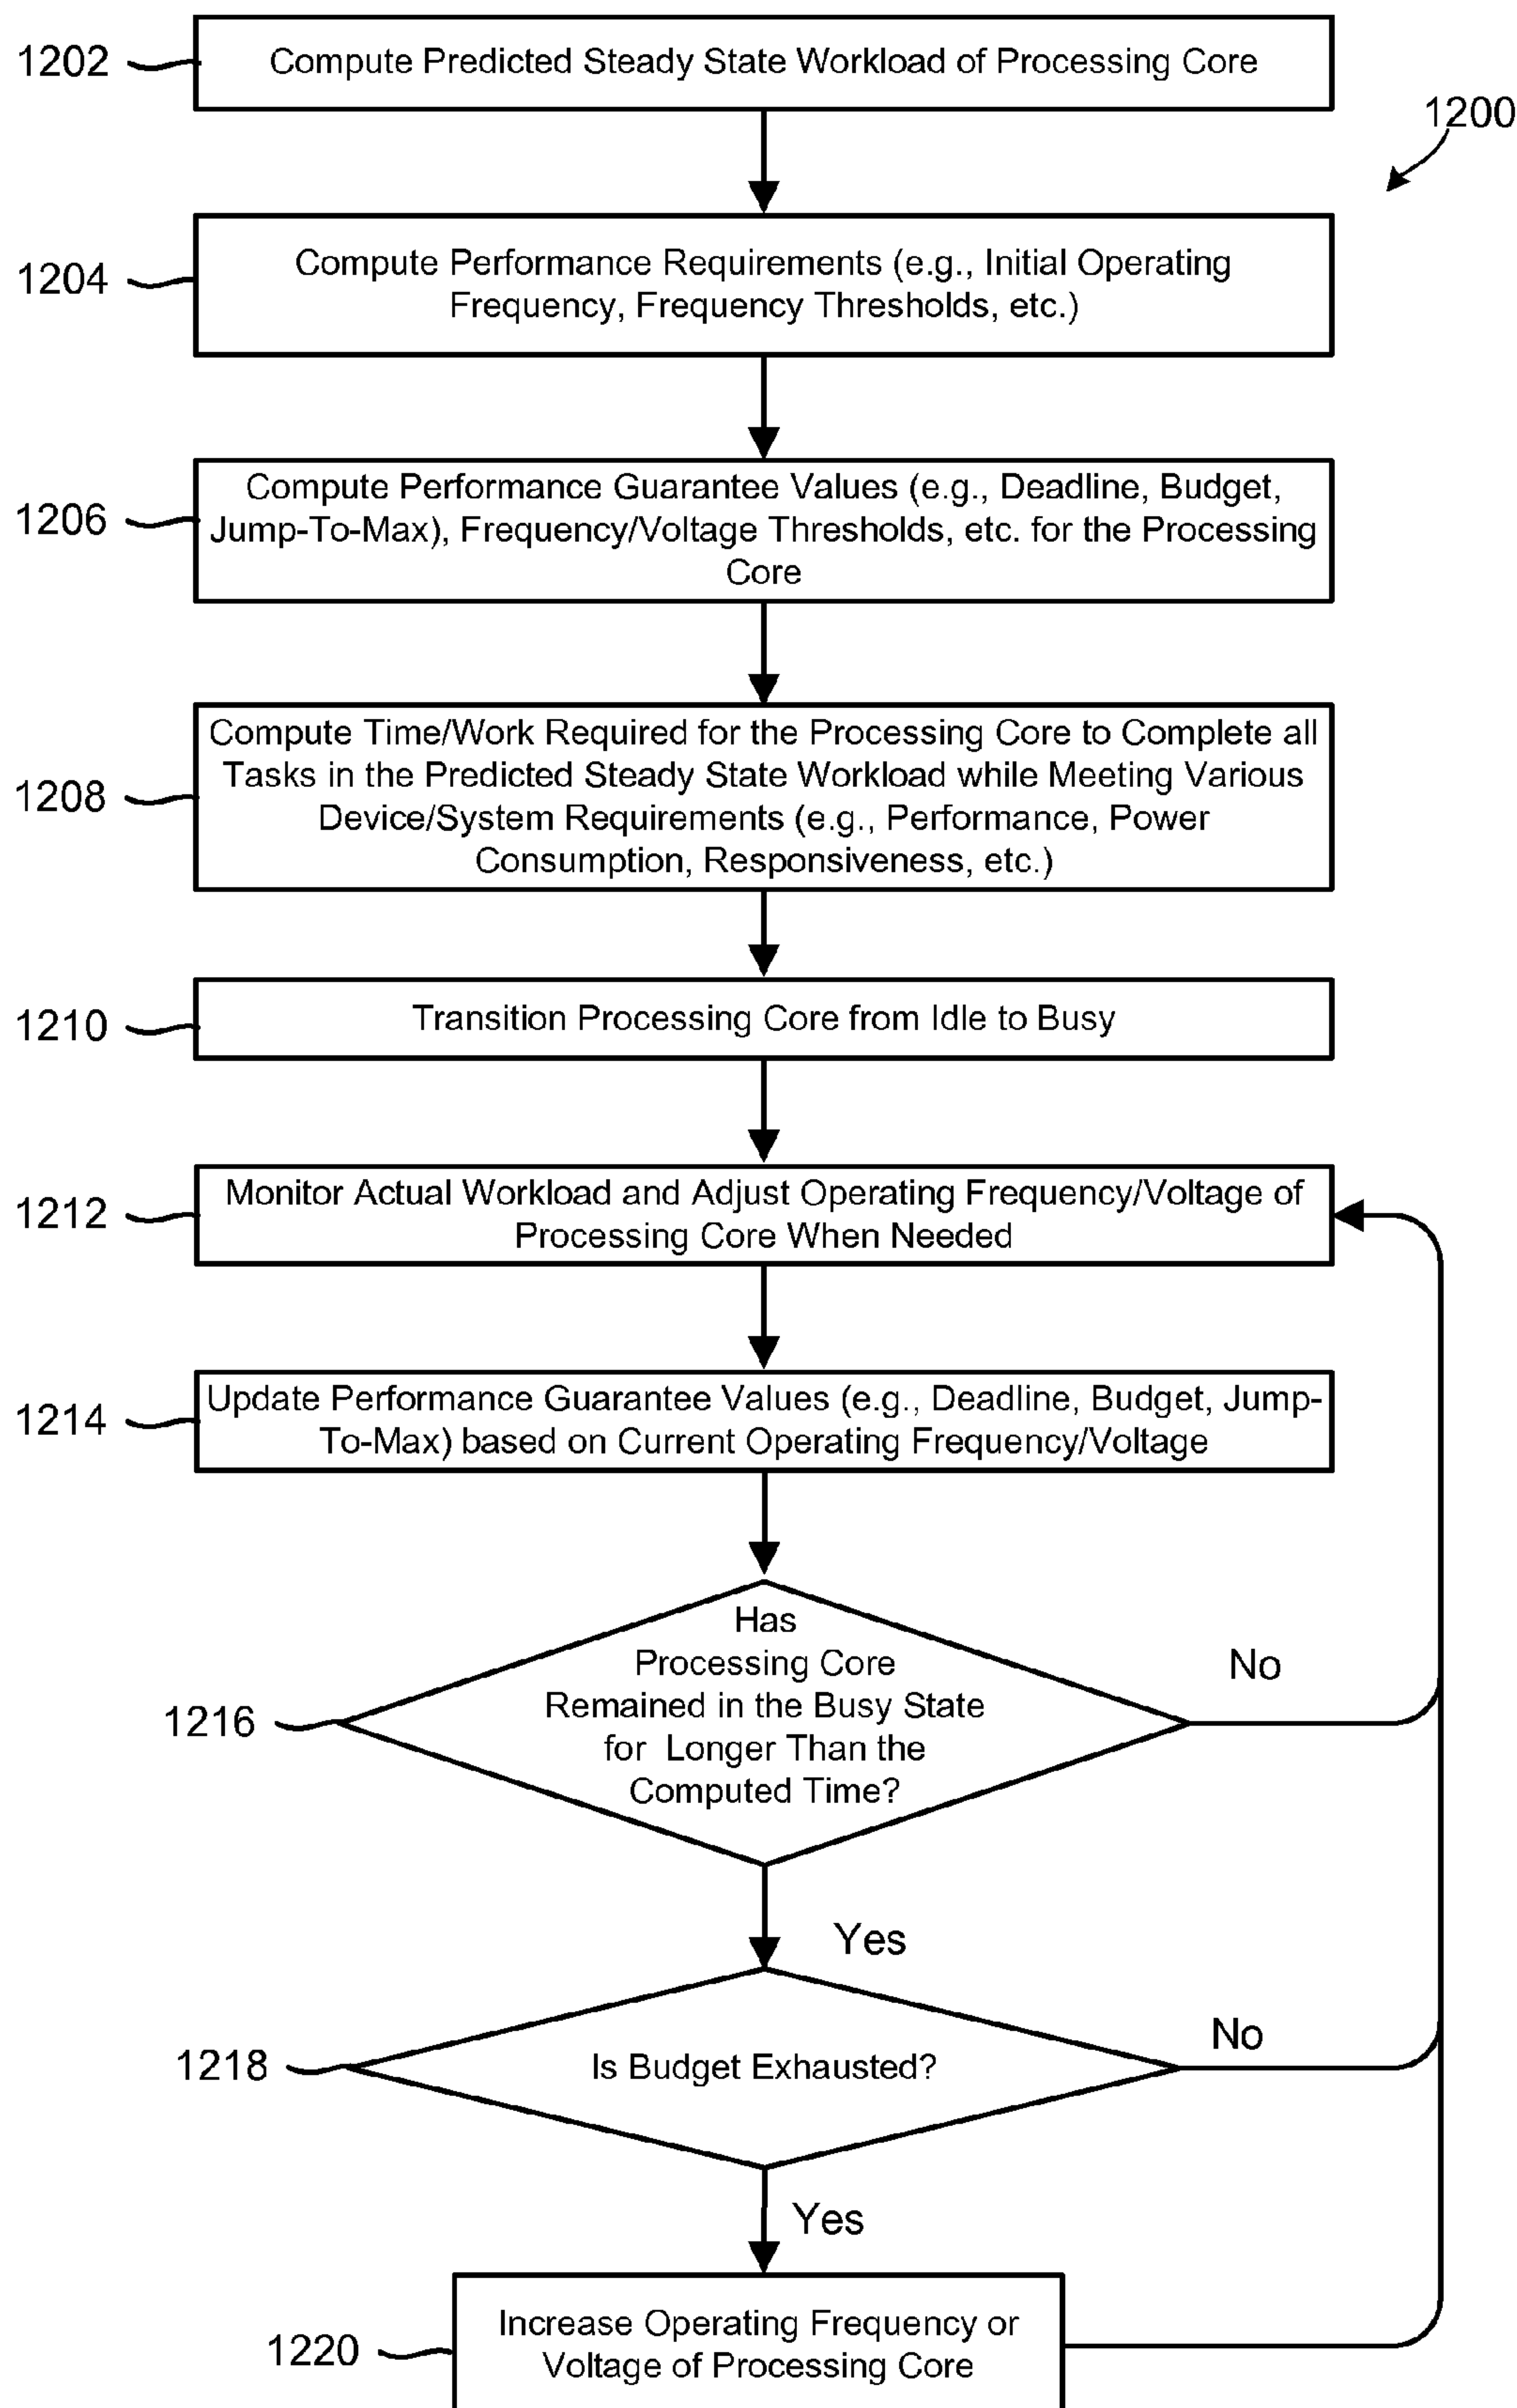 1202
Compute Predicted Steady State Workload of Processing Core
1200
1204
Compute Performance Requirements (e.g., Initial Operating
Frequency, Frequency Thresholds, etc.)
1206
Compute Performance Guarantee Values (e.g., Deadline, Budget,
Jump-To-Max), Frequency/Voltage Thresholds, etc. for the Processing
Core
1208
Compute Time/Work Required for the Processing Core to Complete all
Tasks in the Predicted Steady State Workload while Meeting Various
Device/System Requirements (e.g., Performance, Power
Consumption, Responsiveness, etc.)
1210
Transition Processing Core from Idle to Busy
1212
Monitor Actual Workload and Adjust Operating Frequency/Voltage of
Processing Core When Needed
1214
Update Performance Guarantee Values (e.g., Deadline, Budget, Jump-
To-Max) based on Current Operating Frequency/Voltage
1216
Has
Processing Core
Remained in the Busy State
for Longer Than the
Computed Time?
No
Yes
1218
Is Budget Exhausted?
No
Yes
1220
Increase Operating Frequency or
Voltage of Processing Core